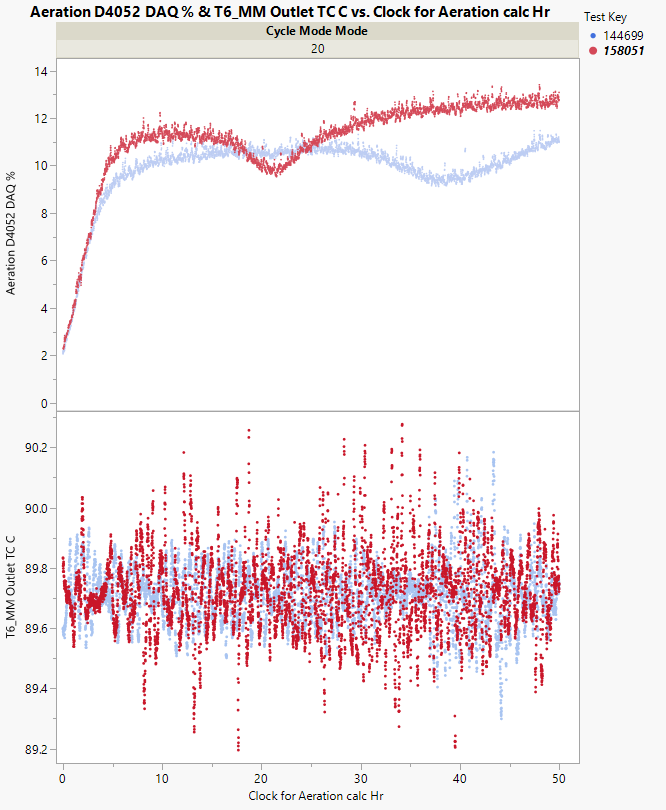 Aeration D4052 DAQ % & T6_MM Outlet TC C vs. Clock for Aeration calc Hr
Test Key
144699
158051
Cycle Mode Mode
20
14
12
10
8
6
4
2
0
Aeration D4052 DAQ %
90.2
90.0
89.8
89.6
89.4
89.2
T6_MM Outlet TC C
0 10 20 30 40 50
Clock for Aeration calc Hr